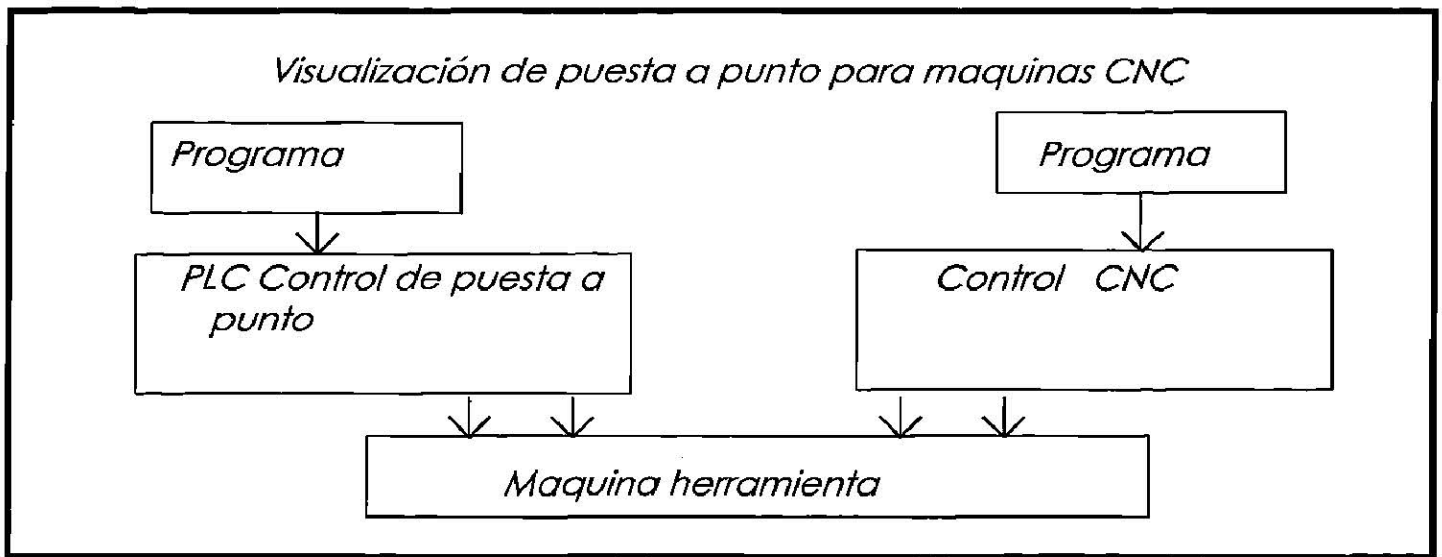 Visualización de puesta a punto para maquinas CNC
Programa
Programa
PLC Control de puesta a
punto
Control CNC
Maquina herramienta